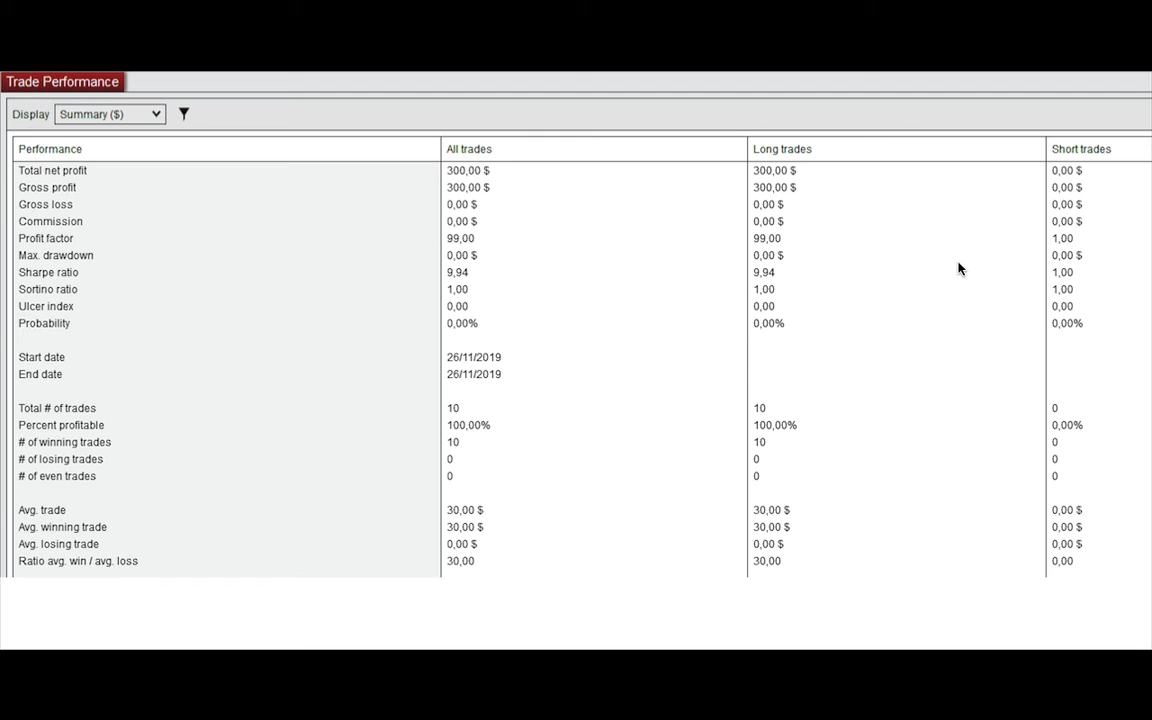 Trade Performance
Display Summary ($)
Performance All trades Long trades Short trades
Total net profit 300,00 $ 300,00 $ 0,00 $
Gross profit 300,00 $ 300,00 $ 0,00 $
Gross loss 0,00 $ 0,00 $ 0,00 $
Commission 0,00 $ 0,00 $ 0,00 $
Profit factor 99,00 99,00 1,00
Max. drawdown 0,00 $ 0,00 $ 0,00 $
Sharpe ratio 9,94 9,94 1,00
Sortino ratio 1,00 1,00 1,00
Ulcer index 0,00 0,00 0,00
Probability 0,00% 0,00% 0,00%
Start date 26/11/2019
End date 26/11/2019
Total # of trades 10 10 0
Percent profitable 100,00% 100,00% 0,00%
# of winning trades 10 10 0
# of losing trades 0 0 0
# of even trades 0 0 0
Avg. trade 30,00 $ 30,00 $ 0,00 $
Avg. winning trade 30,00 $ 30,00 $ 0,00 $
Avg. losing trade 0,00 $ 0,00 $ 0,00 $
Ratio avg. win / avg. loss 30,00 30,00 0,00